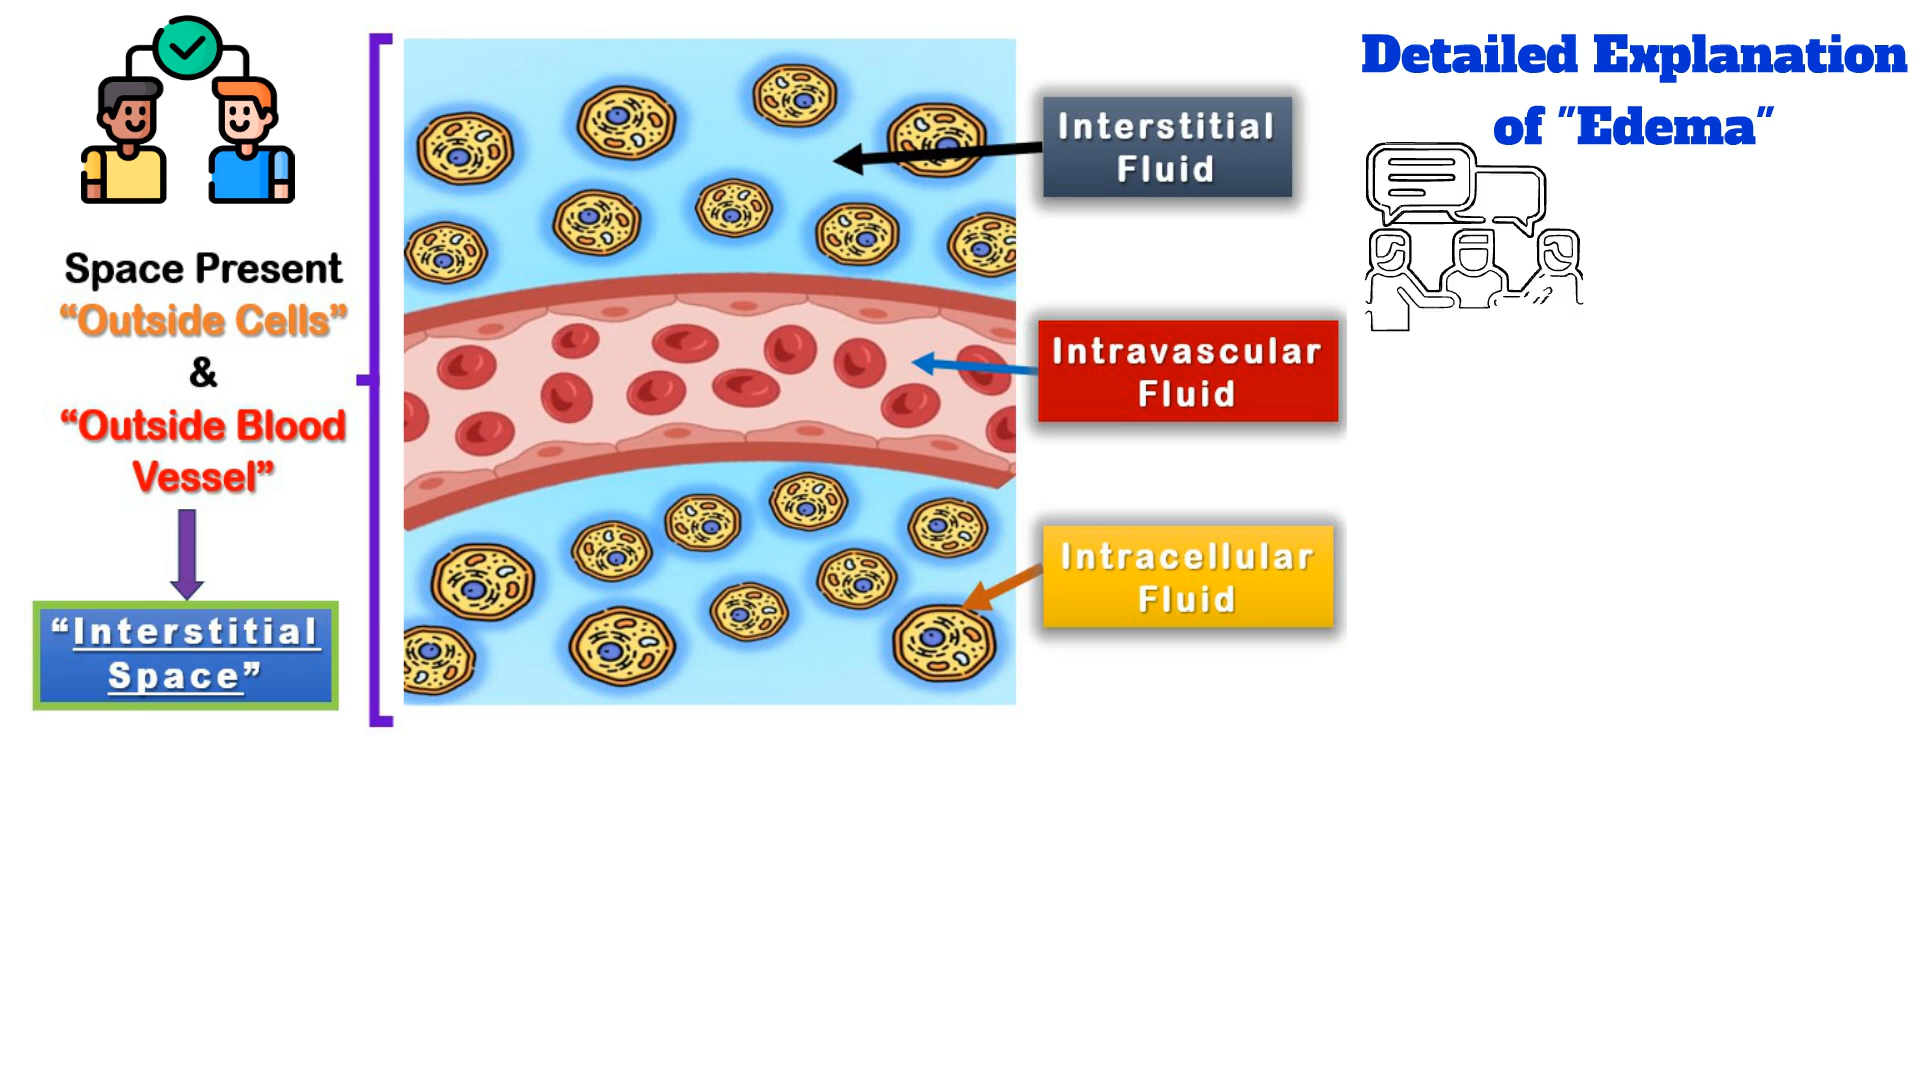 Detailed Explanation
of "Edema"
Space Present
“Outside Cells”
&
“Outside Blood
Vessel”
“Interstitial
Space”
Interstitial
Fluid
Intravascular
Fluid
Intracellular
Fluid